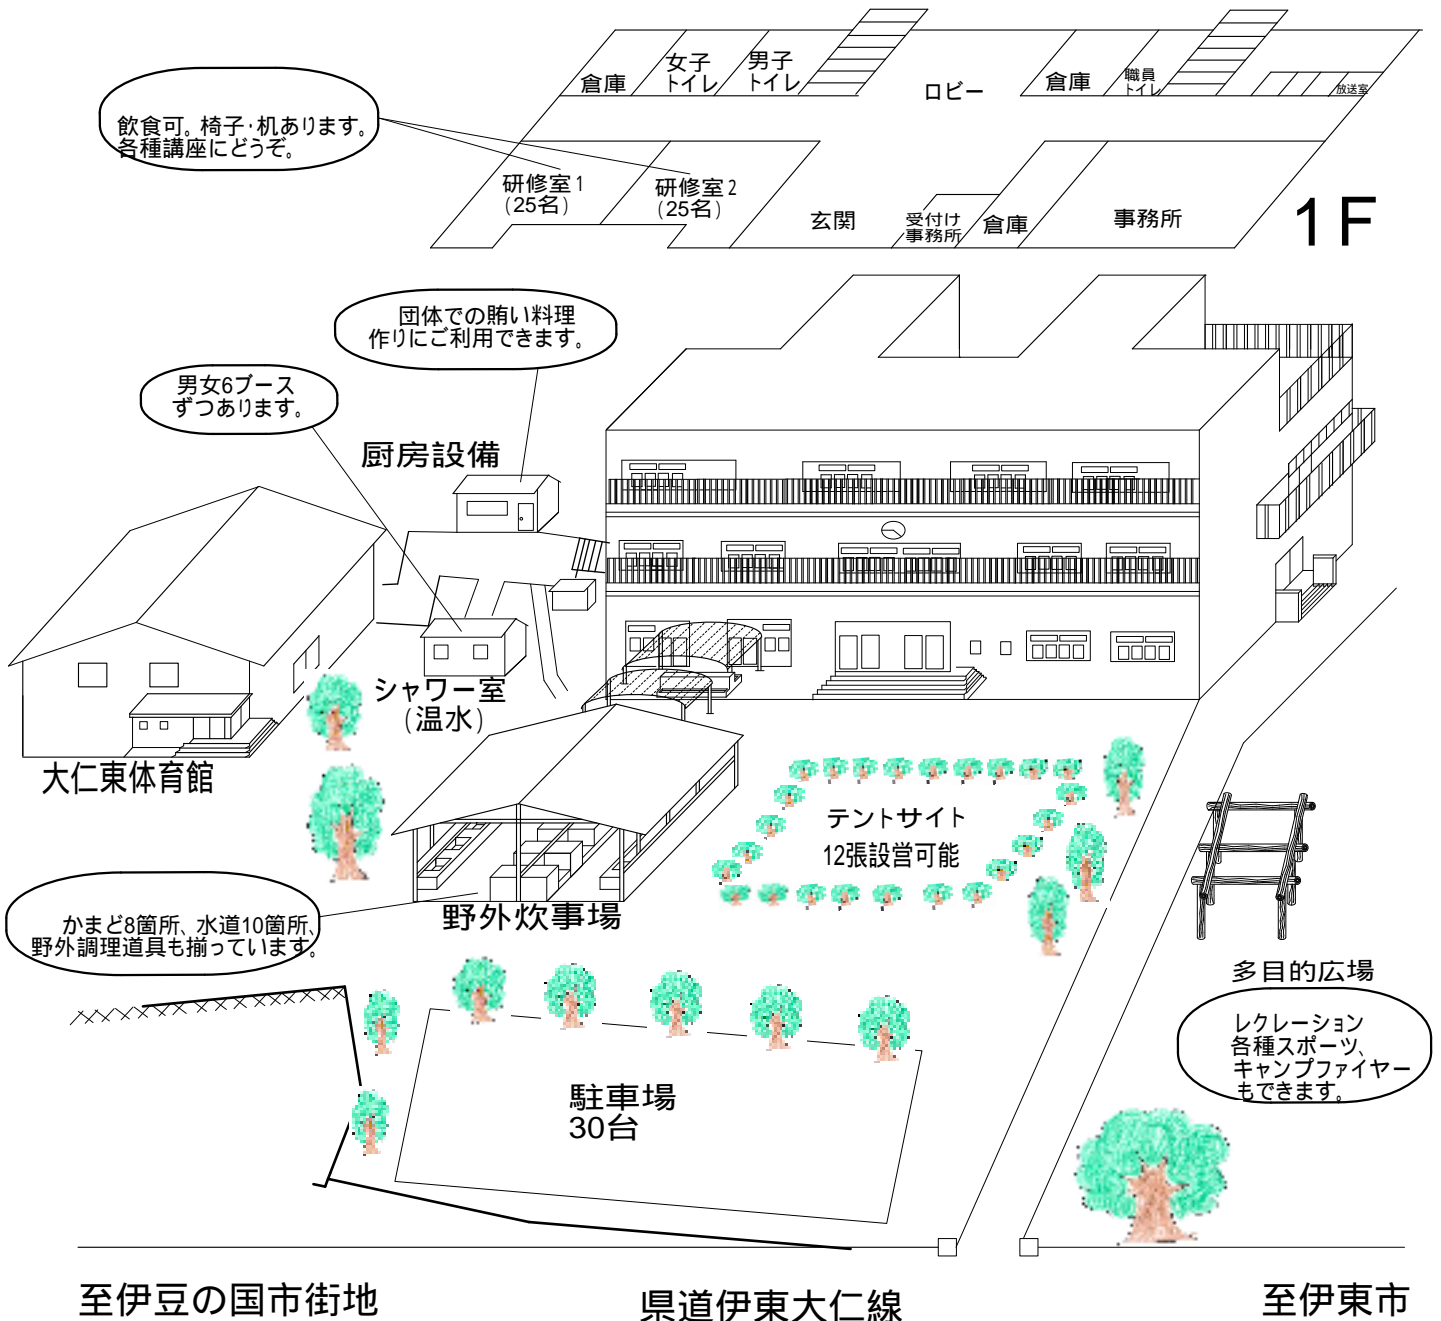 倉庫
女子
トイレ
男子
トイレ
ロビー
倉庫
職員
トイレ
放送室
飲食可。椅子・机あります。
各種講座にどうぞ。
研修室1
(25名)
研修室2
(25名)
玄関
受付け
事務所
倉庫
事務所
1F
団体での賄い料理
作りにご利用できます。
男女6ブース
ずつあります。
厨房設備
シャワー室
(温水)
大仁東体育館
テントサイト
12張設営可能
かまど8箇所、水道10箇所、
野外調理道具も揃っています。
野外炊事場
多目的広場
レクレーション
各種スポーツ、
キャンプファイヤー
もできます。
駐車場
30台
至伊豆の国市街地
県道伊東大仁線
至伊東市